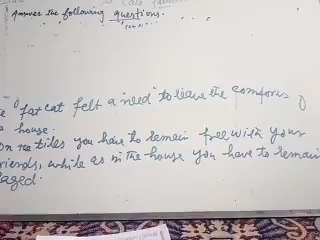 Answer the following questions.
fat cat felt a need to leave the comforts of
house.
on the tiles you have to remain free with your
friends, while as in the house you have to remain
caged.